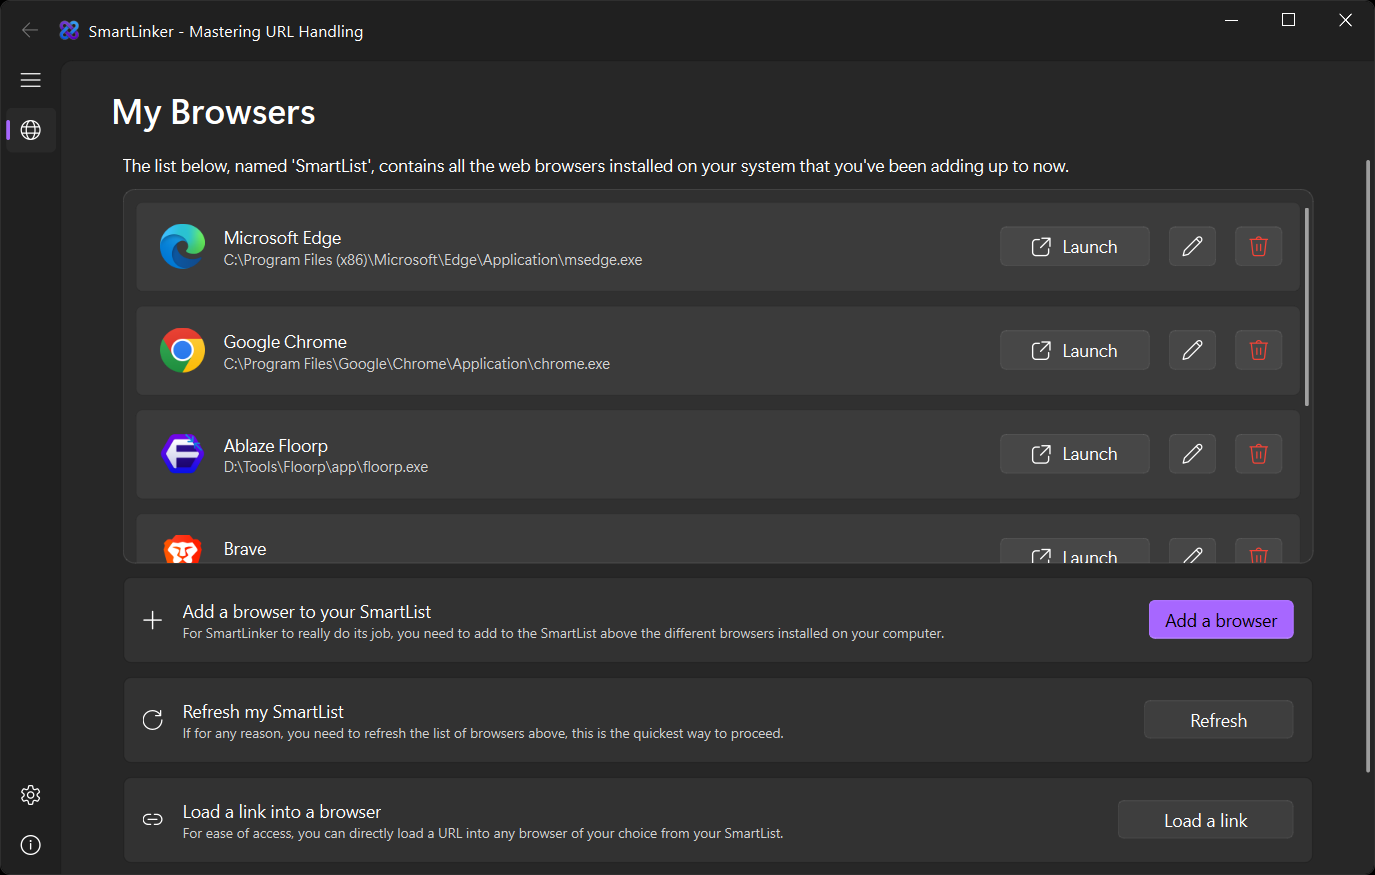 SmartLinker - Mastering URL Handling
My Browsers
The list below, named 'SmartList', contains all the web browsers installed on your system that you've been adding up to now.
Microsoft Edge
C:\Program Files (x86)\Microsoft\Edge\Application\msedge.exe
Launch
Google Chrome
C:\Program Files\Google\Chrome\Application\chrome.exe
Launch
Ablaze Floorp
D:\Tools\Floorp\app\floorp.exe
Launch
Brave
Launch
Add a browser to your SmartList
For SmartLinker to really do its job, you need to add to the SmartList above the different browsers installed on your computer.
Add a browser
Refresh my SmartList
If for any reason, you need to refresh the list of browsers above, this is the quickest way to proceed.
Refresh
Load a link into a browser
For ease of access, you can directly load a URL into any browser of your choice from your SmartList.
Load a link